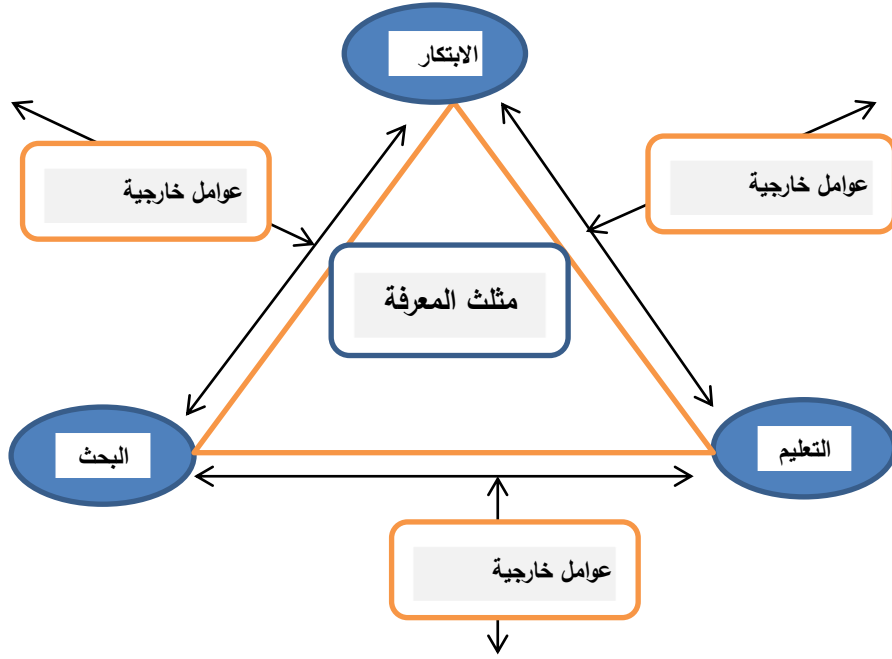 الابتكار
عوامل خارجية
عوامل خارجية
مثلث المعرفة
التعليم
البحث
عوامل خارجية